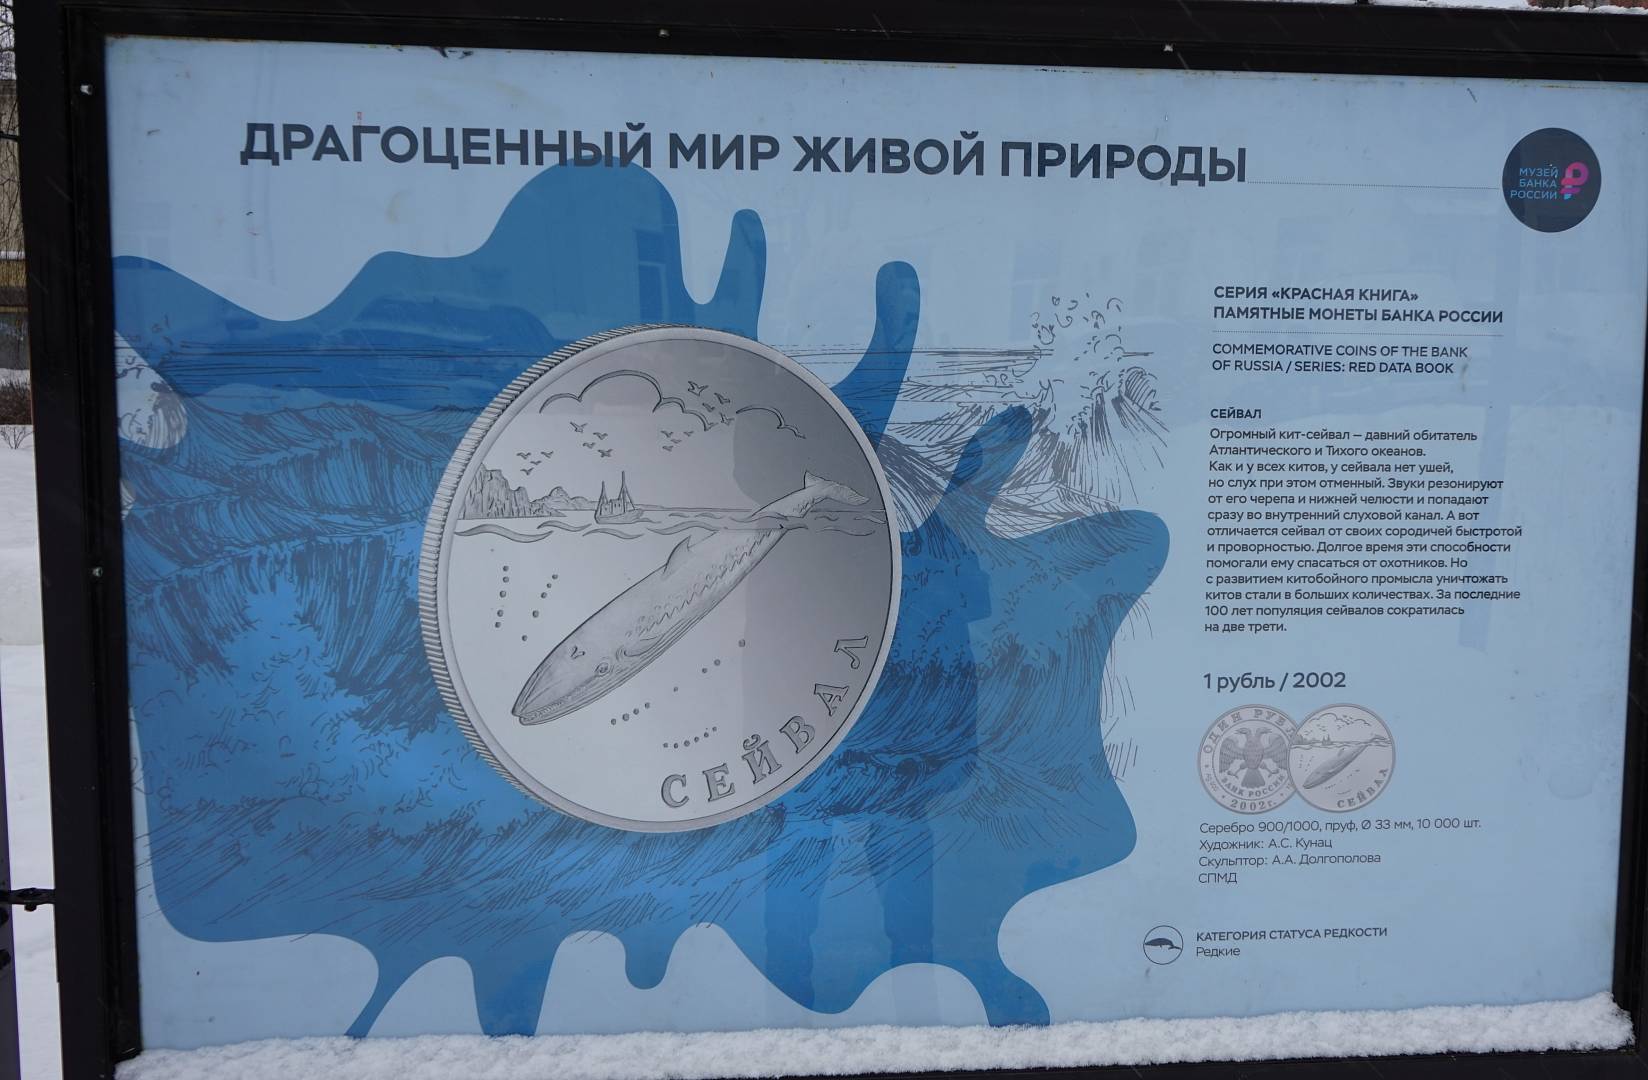 ДРАГОЦЕННЫЙ МИР ЖИВОЙ ПРИРОДЫ
МУЗЕЙ
БАНКА
РОССИИ
СЕРИЯ «КРАСНАЯ КНИГА»
ПАМЯТНЫЕ МОНЕТЫ БАНКА РОССИИ
COMMEMORATIVE COINS OF THE BANK
OF RUSSIA / SERIES: RED DATA BOOK
СЕЙВАЛ
Огромный кит-сейвал – давний обитатель
Атлантического и Тихого океанов.
Как и у всех китов, у сейвала нет ушей,
но слух при этом отменный. Звуки резонируют
от его черепа и нижней челюсти и попадают
сразу во внутренний слуховой канал. А вот
отличается сейвал от своих сородичей быстротой
и проворностью. Долгое время эти способности
помогали ему спасаться от охотников. Но
с развитием китобойного промысла уничтожать
китов стали в больших количествах. За последние
100 лет популяция сейвалов сократилась
на две трети.
СЕЙВАЛ
1 рубль / 2002
ОДИН РУБЛ
БАНК РОССИИ
2002 г.
СЕЙВАЛ
Серебро 900/1000, пруф, Ø 33 мм, 10 000 шт.
Художник: А.С. Кунац
Скульптор: А.А. Долгополова
СПМД
КАТЕГОРИЯ СТАТУСА РЕДКОСТИ
Редкие